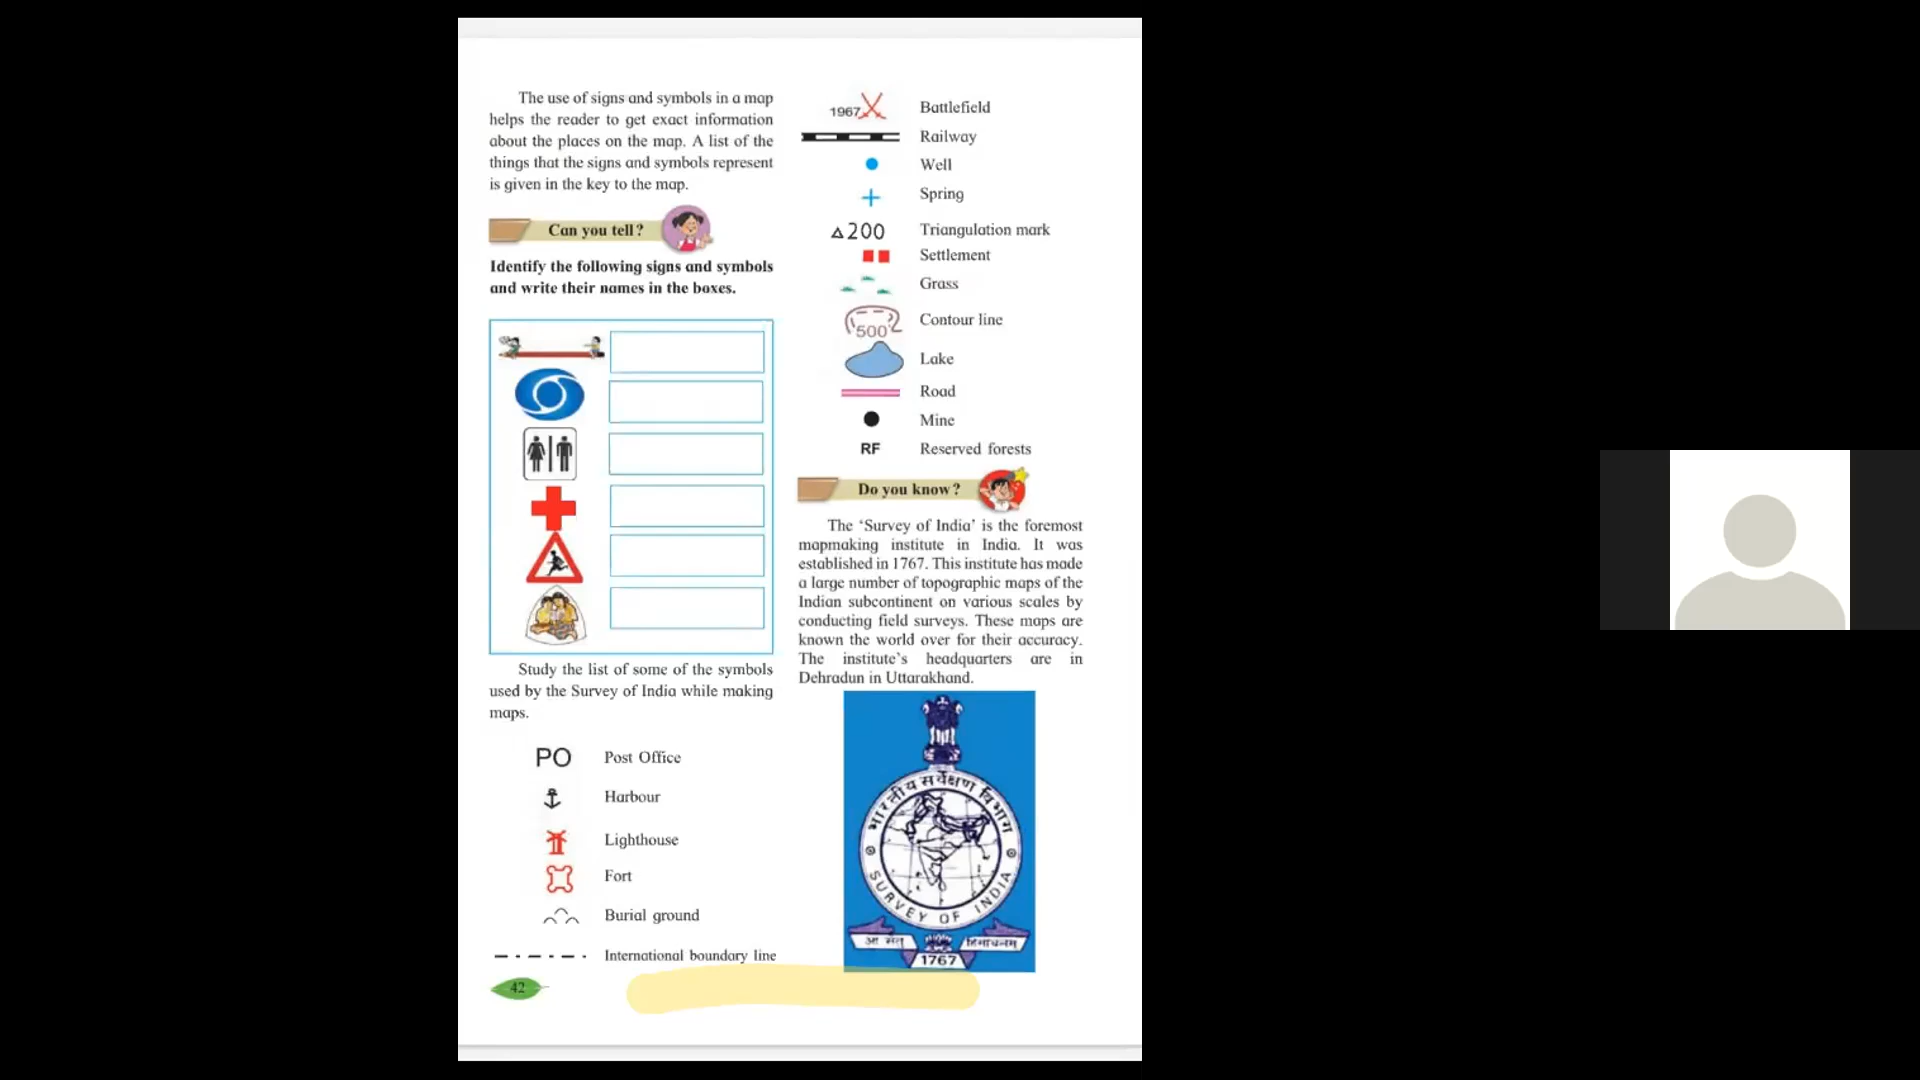 The use of signs and symbols in a map
helps the reader to get exact information
about the places on the map. A list of the
things that the signs and symbols represent
is given in the key to the map.
Can you tell?
Identify the following signs and symbols
and write their names in the boxes.
Study the list of some of the symbols
used by the Survey of India while making
maps.
PO Post Office
Harbour
Lighthouse
Fort
Burial ground
International boundary line
42
1967 Battlefield
Railway
Well
Spring
200 Triangulation mark
Settlement
Grass
500 Contour line
Lake
Road
Mine
RF Reserved forests
Do you know?
The ‘Survey of India’ is the foremost
mapmaking institute in India. It was
established in 1767. This institute has made
a large number of topographic maps of the
Indian subcontinent on various scales by
conducting field surveys. These maps are
known the world over for their accuracy.
The institute’s headquarters are in
Dehradun in Uttarakhand.
भारतीय सर्वेक्षण विभाग
SURVEY OF INDIA
आ सेतु हिमाचलम्
1767